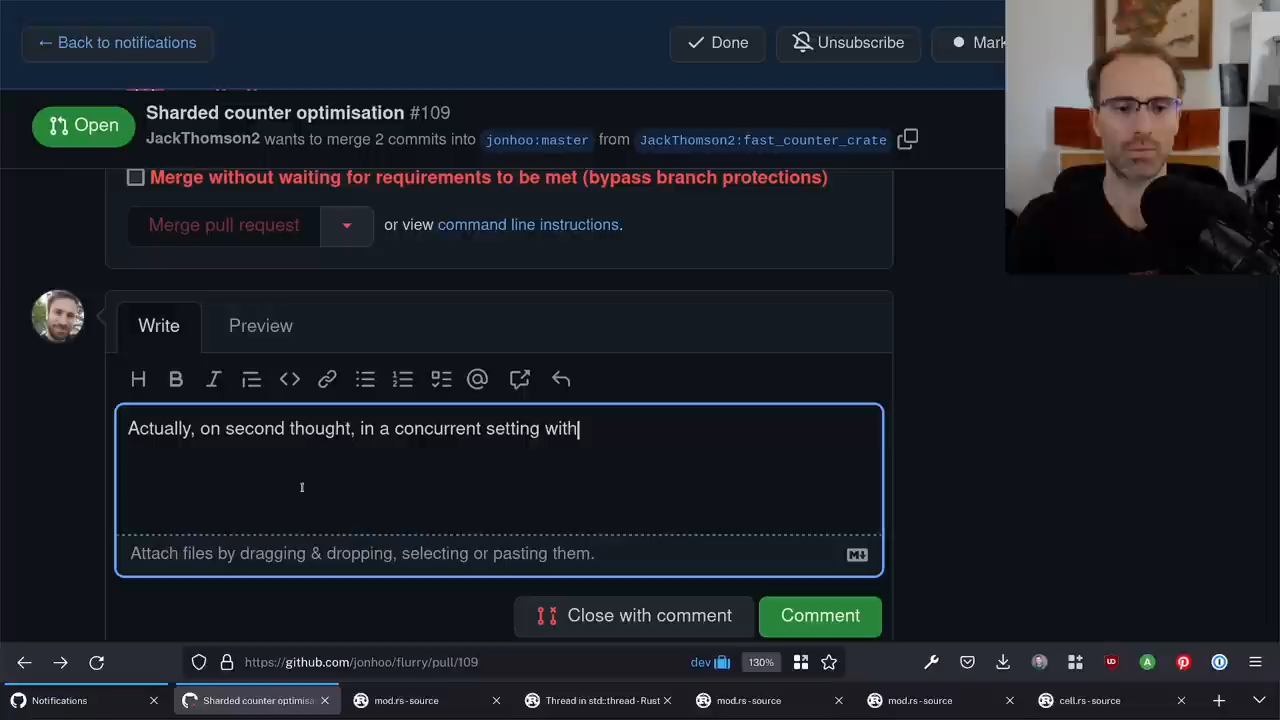 ← Back to notifications
Done
Unsubscribe
Mark
Open
Sharded counter optimisation #109
JackThomson2 wants to merge 2 commits into jonhoo:master from JackThomson2:fast_counter_crate
Merge without waiting for requirements to be met (bypass branch protections)
Merge pull request
or view command line instructions.
Write
Preview
Actually, on second thought, in a concurrent setting with
Attach files by dragging & dropping, selecting or pasting them.
Close with comment
Comment
https://github.com/jonhoo/flurry/pull/109
dev
130%
Notifications
Sharded counter optimisa
mod.rs - source
Thread in std::thread - Rust
mod.rs - source
mod.rs - source
cell.rs - source